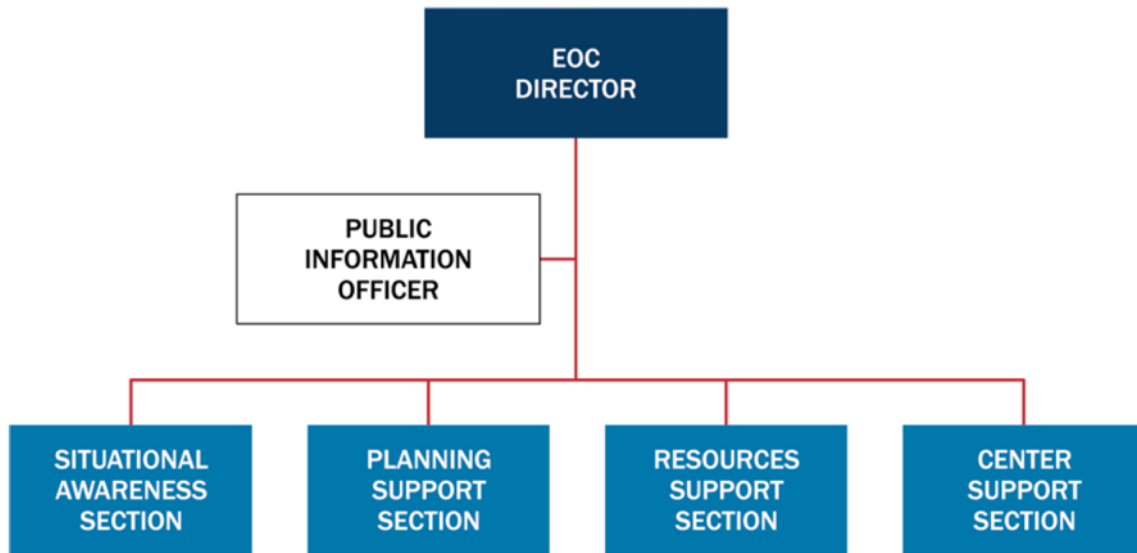 EOC
DIRECTOR
PUBLIC
INFORMATION
OFFICER
SITUATIONAL
AWARENESS
SECTION
PLANNING
SUPPORT
SECTION
RESOURCES
SUPPORT
SECTION
CENTER
SUPPORT
SECTION